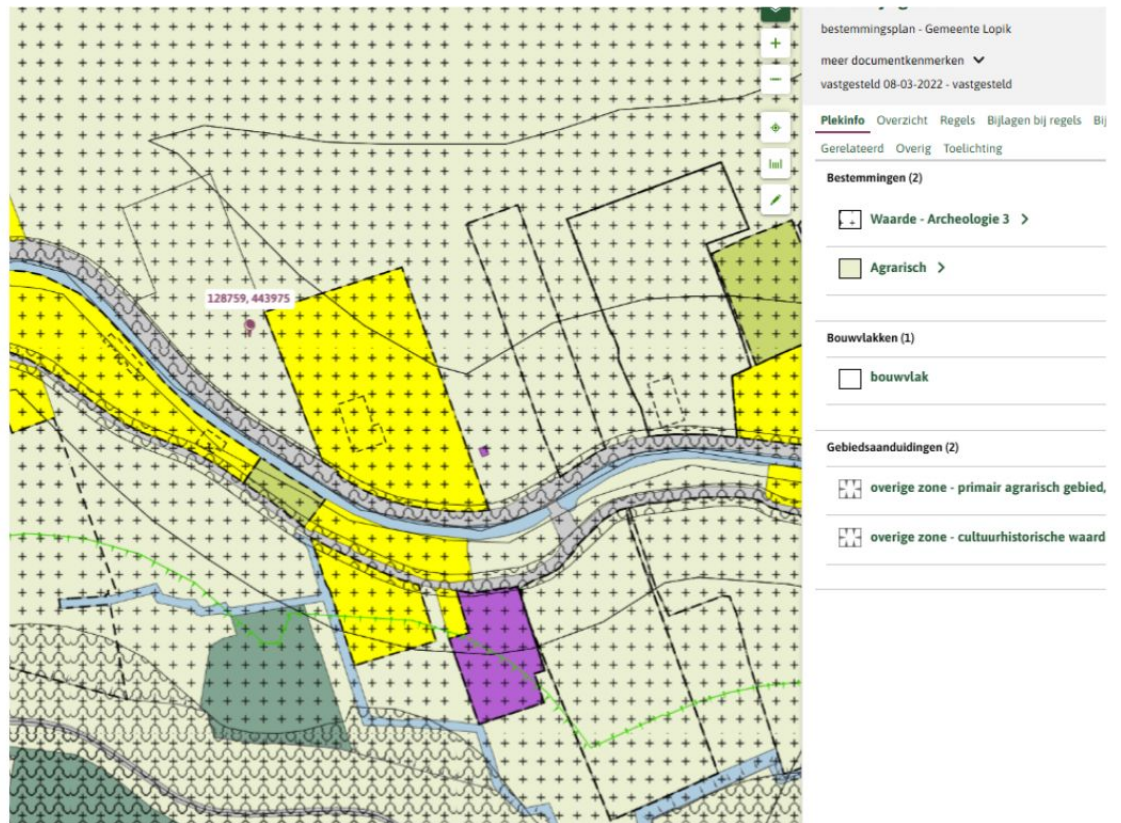 bestemmingsplan - Gemeente Lopik
meer documentkenmerken
vastgesteld 08-03-2022 - vastgesteld
Plekinfo Overzicht Regels Bijlagen bij regels Bij
Gerelateerd Overig Toelichting
Bestemmingen (2)
Waarde - Archeologie 3
Agrarisch
Bouwvlakken (1)
bouwvlak
Gebiedsaanduidingen (2)
overige zone - primair agrarisch gebied,
overige zone - cultuurhistorische waard
128759, 443975